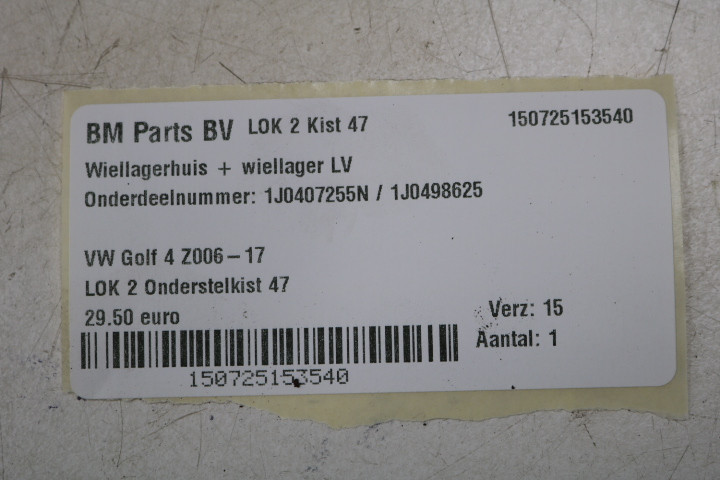 BM Parts BV LOK 2 Kist 47 150725153540
Wiellagerhuis + wiellager LV
Onderdeelnummer: 1J0407255N / 1J0498625
VW Golf 4 Z006-17
LOK 2 Onderstelkist 47
29.50 euro
Verz: 15
Aantal: 1
150725153540